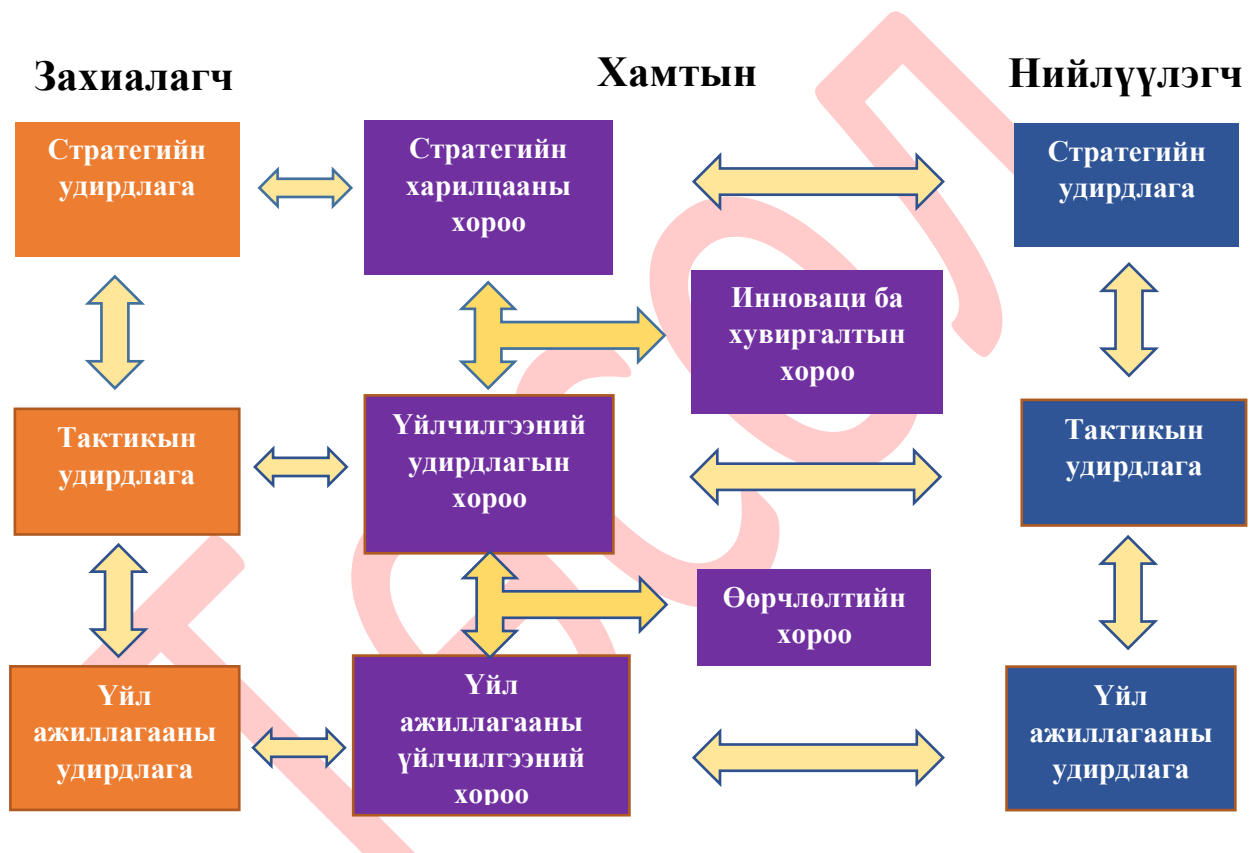 Захиалагч
Хамтын
Нийлүүлэгч
Стратегийн
удирдлага
Стратегийн
харилцааны
хороо
Стратегийн
удирдлага
Инноваци ба
хувиргалтын
хороо
Тактикын
удирдлага
Үйлчилгээний
удирдлагын
хороо
Тактикын
удирдлага
Өөрчлөлтийн
хороо
Үйл
ажиллагааны
удирдлага
Үйл
ажиллагааны
үйлчилгээний
хороо
Үйл
ажиллагааны
удирдлага
Төсөл